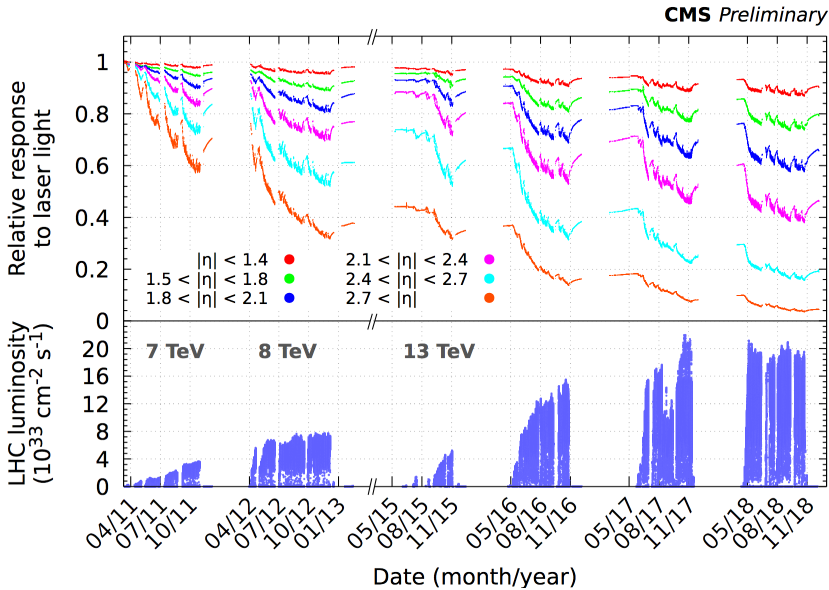 CMS Preliminary
Relative response
to laser light
1
0.8
0.6
0.4
0.2
0
|η| < 1.4
1.5 < |η| < 1.8
1.8 < |η| < 2.1
2.1 < |η| < 2.4
2.4 < |η| < 2.7
2.7 < |η|
LHC luminosity
(10³³ cm⁻² s⁻¹)
20
16
12
8
4
0
7 TeV
8 TeV
13 TeV
04/11
07/11
10/11
04/12
07/12
10/12
01/13
05/15
08/15
11/15
05/16
08/16
11/16
05/17
08/17
11/17
05/18
08/18
11/18
Date (month/year)